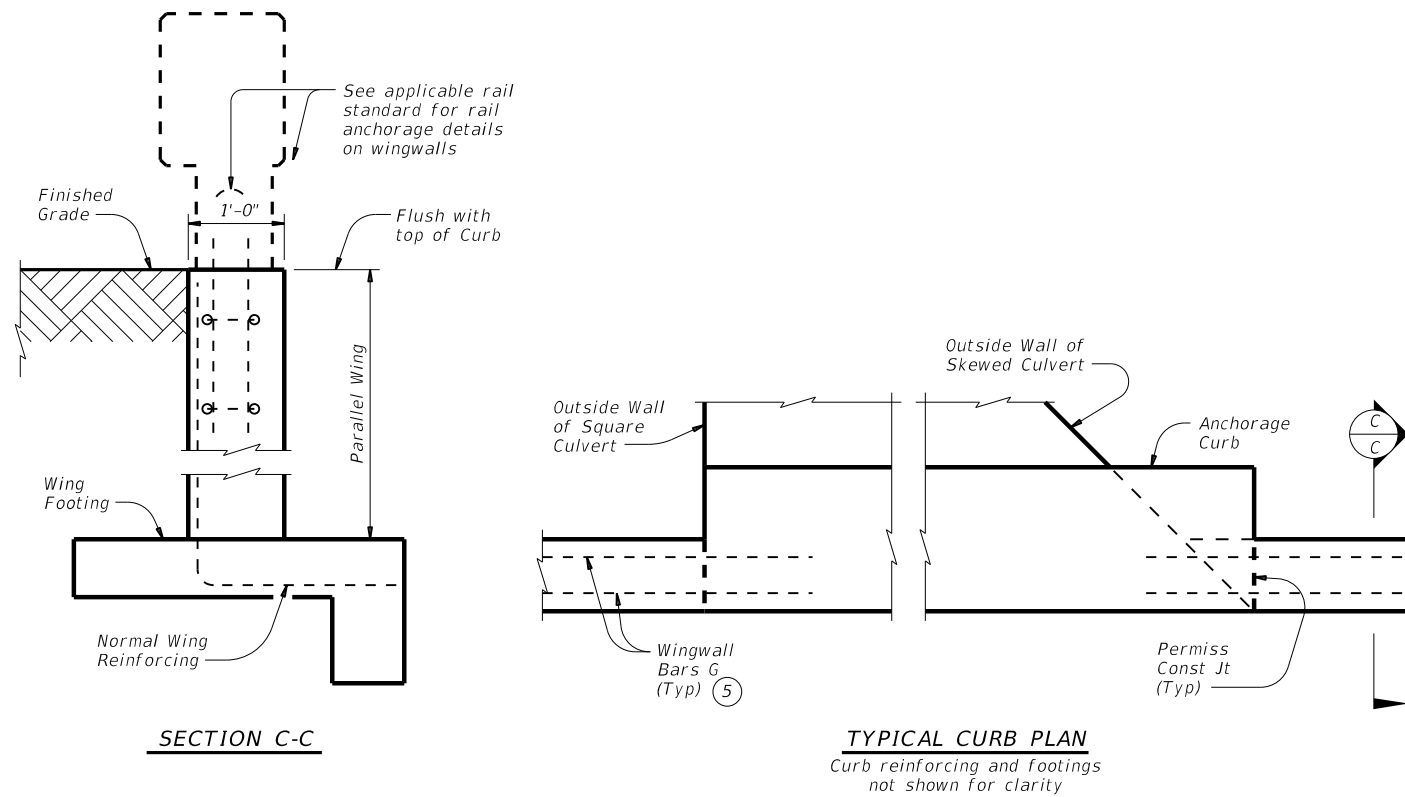 See applicable rail
standard for rail
anchorage details
on wingwalls
Finished
Grade
1'-0"
Flush with
top of Curb
Parallel Wing
Wing
Footing
Normal Wing
Reinforcing
SECTION C-C
Outside Wall of
Skewed Culvert
Outside Wall
of Square
Culvert
Anchorage
Curb
C
C
Wingwall
Bars G
(Typ) 5
Permiss
Const Jt
(Typ)
TYPICAL CURB PLAN
Curb reinforcing and footings
not shown for clarity